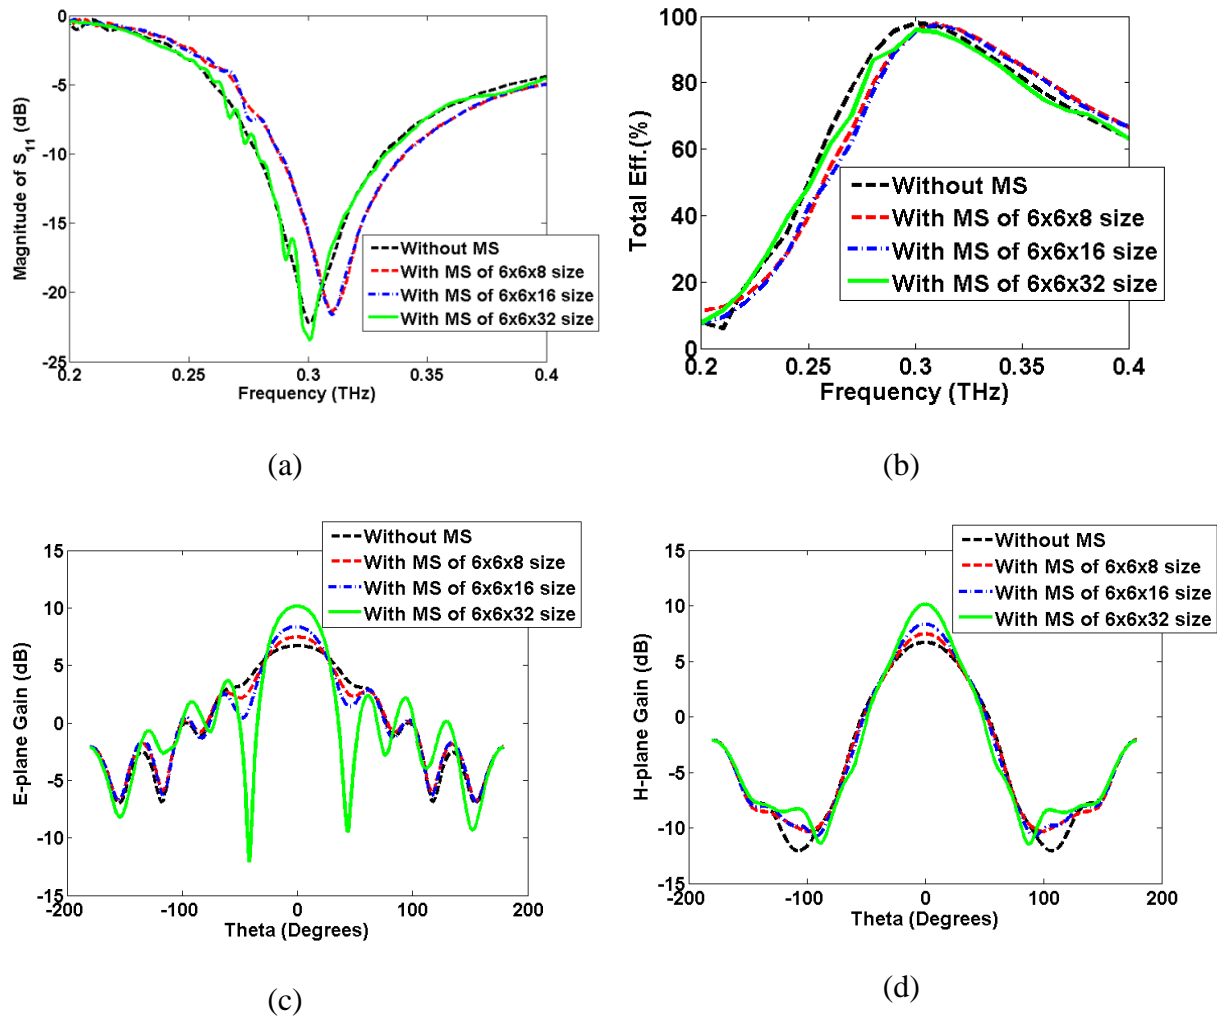 0
-5
-10
-15
-20
-25
0.2
0.25
0.3
0.35
0.4
Magnitude of S11 (dB)
Frequency (THz)
Without MS
With MS of 6x6x8 size
With MS of 6x6x16 size
With MS of 6x6x32 size
(a)
100
80
60
40
20
0
0.2
0.25
0.3
0.35
0.4
Total Eff.(%)
Frequency (THz)
Without MS
With MS of 6x6x8 size
With MS of 6x6x16 size
With MS of 6x6x32 size
(b)
Without MS
With MS of 6x6x8 size
With MS of 6x6x16 size
With MS of 6x6x32 size
15
10
5
0
-5
-10
-15
-200
-100
0
100
200
E-plane Gain (dB)
Theta (Degrees)
(c)
Without MS
With MS of 6x6x8 size
With MS of 6x6x16 size
With MS of 6x6x32 size
15
10
5
0
-5
-10
-15
-200
-100
0
100
200
H-plane Gain (dB)
Theta (Degrees)
(d)